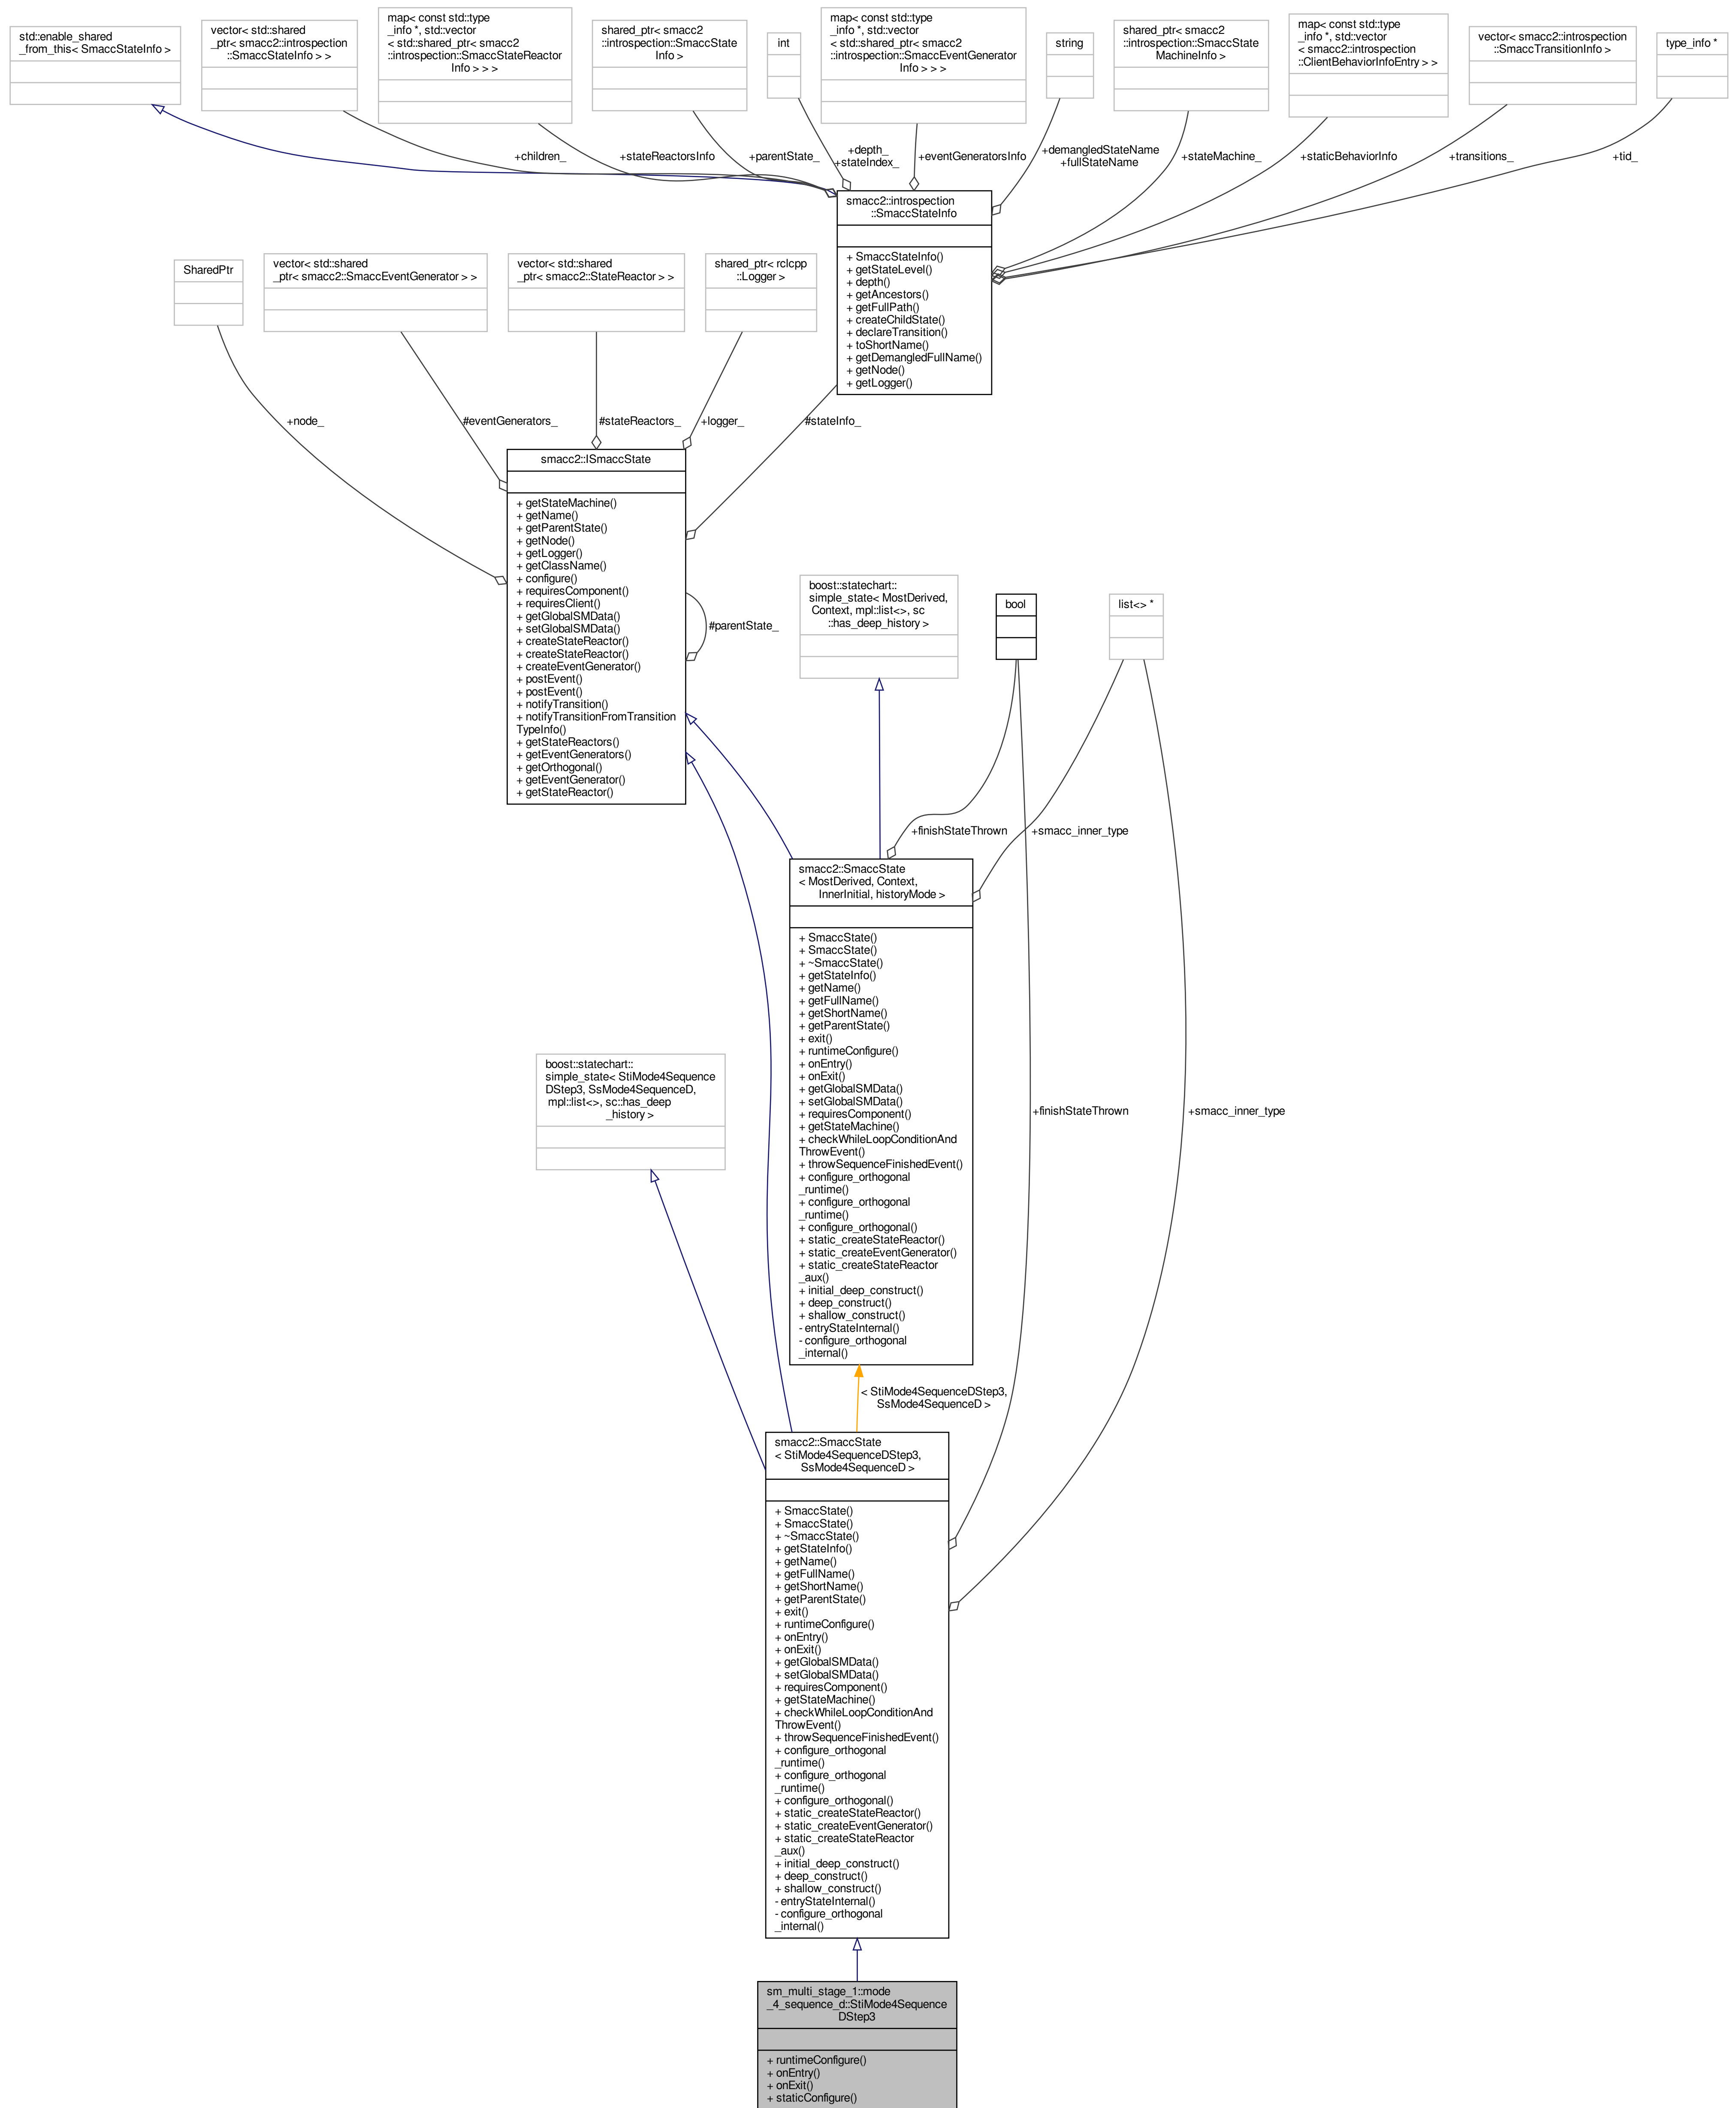 std::enable_shared
_from_this< SmaccStateInfo >
vector< std::shared
_ptr< smacc2::introspection
::SmaccStateInfo > >
map< const std::type
_info *, std::vector
< std::shared_ptr< smacc2
::introspection::SmaccStateReactor
Info > > >
shared_ptr< smacc2
::introspection::SmaccState
Info >
int
map< const std::type
_info *, std::vector
< std::shared_ptr< smacc2
::introspection::SmaccEventGenerator
Info > > >
string
shared_ptr< smacc2
::introspection::SmaccState
MachineInfo >
map< const std::type
_info *, std::vector
< smacc2::introspection
::ClientBehaviorInfoEntry > >
vector< smacc2::introspection
::SmaccTransitionInfo >
type_info *
+children_
+stateReactorsInfo
+parentState_
+depth_
+stateIndex_
+eventGeneratorsInfo
+demangledStateName
+fullStateName
+stateMachine_
+staticBehaviorInfo
+transitions_
+tid_
smacc2::introspection
::SmaccStateInfo
+ SmaccStateInfo()
+ getStateLevel()
+ depth()
+ getAncestors()
+ getFullPath()
+ createChildState()
+ declareTransition()
+ toShortName()
+ getDemangledFullName()
+ getNode()
+ getLogger()
SharedPtr
vector< std::shared
_ptr< smacc2::SmaccEventGenerator > >
vector< std::shared
_ptr< smacc2::StateReactor > >
shared_ptr< rclcpp
::Logger >
+node_
#eventGenerators_
#stateReactors_
+logger_
#stateInfo_
smacc2::ISmaccState
+ getStateMachine()
+ getName()
+ getParentState()
+ getNode()
+ getLogger()
+ getClassName()
+ configure()
+ requiresComponent()
+ requiresClient()
+ getGlobalSMData()
+ setGlobalSMData()
+ createStateReactor()
+ createStateReactor()
+ createEventGenerator()
+ postEvent()
+ postEvent()
+ notifyTransition()
+ notifyTransitionFromTransition
TypeInfo()
+ getStateReactors()
+ getEventGenerators()
+ getOrthogonal()
+ getEventGenerator()
+ getStateReactor()
#parentState_
boost::statechart::
simple_state< MostDerived,
Context, mpl::list<>, sc
::has_deep_history >
bool
list<> *
+finishStateThrown
+smacc_inner_type
smacc2::SmaccState
< MostDerived, Context,
InnerInitial, historyMode >
+ SmaccState()
+ SmaccState()
+ ~SmaccState()
+ getStateInfo()
+ getName()
+ getFullName()
+ getShortName()
+ getParentState()
+ exit()
+ runtimeConfigure()
+ onEntry()
+ onExit()
+ getGlobalSMData()
+ setGlobalSMData()
+ requiresComponent()
+ getStateMachine()
+ checkWhileLoopConditionAnd
ThrowEvent()
+ throwSequenceFinishedEvent()
+ configure_orthogonal
_runtime()
+ configure_orthogonal
_runtime()
+ configure_orthogonal()
+ static_createStateReactor()
+ static_createEventGenerator()
+ static_createStateReactor
_aux()
+ initial_deep_construct()
+ deep_construct()
+ shallow_construct()
- entryStateInternal()
- configure_orthogonal
_internal()
boost::statechart::
simple_state< StiMode4Sequence
DStep3, SsMode4SequenceD,
mpl::list<>, sc::has_deep
_history >
+finishStateThrown
+smacc_inner_type
< StiMode4SequenceDStep3,
SsMode4SequenceD >
smacc2::SmaccState
< StiMode4SequenceDStep3,
SsMode4SequenceD >
+ SmaccState()
+ SmaccState()
+ ~SmaccState()
+ getStateInfo()
+ getName()
+ getFullName()
+ getShortName()
+ getParentState()
+ exit()
+ runtimeConfigure()
+ onEntry()
+ onExit()
+ getGlobalSMData()
+ setGlobalSMData()
+ requiresComponent()
+ getStateMachine()
+ checkWhileLoopConditionAnd
ThrowEvent()
+ throwSequenceFinishedEvent()
+ configure_orthogonal
_runtime()
+ configure_orthogonal
_runtime()
+ configure_orthogonal()
+ static_createStateReactor()
+ static_createEventGenerator()
+ static_createStateReactor
_aux()
+ initial_deep_construct()
+ deep_construct()
+ shallow_construct()
- entryStateInternal()
- configure_orthogonal
_internal()
sm_multi_stage_1::mode
_4_sequence_d::StiMode4Sequence
DStep3
+ runtimeConfigure()
+ onEntry()
+ onExit()
+ staticConfigure()